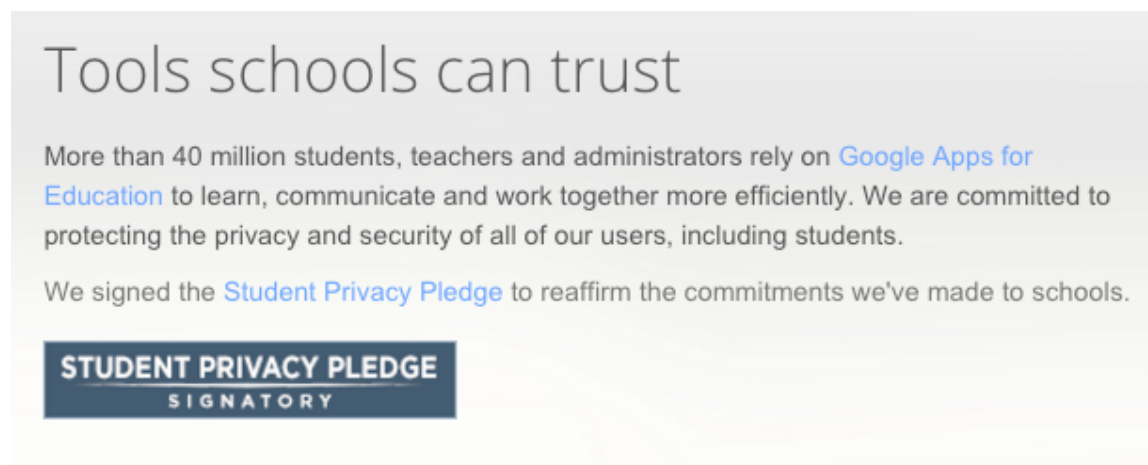 Tools schools can trust
More than 40 million students, teachers and administrators rely on Google Apps for
Education to learn, communicate and work together more efficiently. We are committed to
protecting the privacy and security of all of our users, including students.
We signed the Student Privacy Pledge to reaffirm the commitments we've made to schools.
STUDENT PRIVACY PLEDGE
SIGNATORY